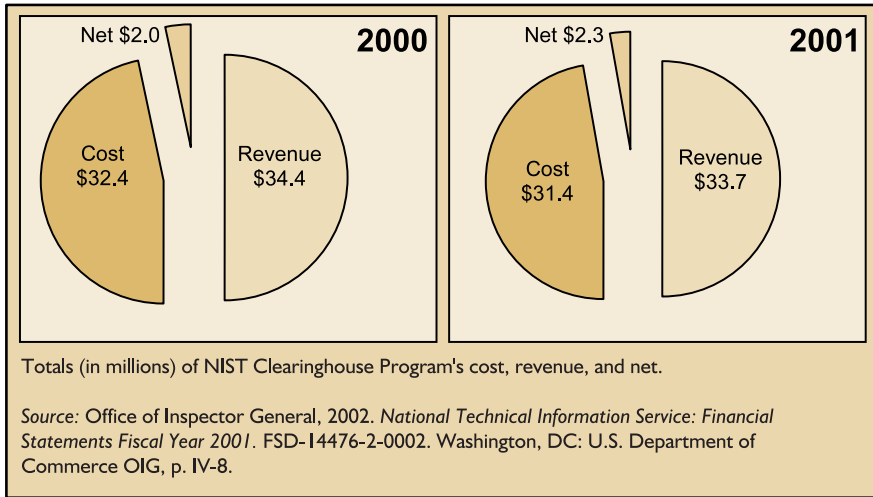 2000
Net $2.0
Cost
$32.4
Revenue
$34.4
2001
Net $2.3
Cost
$31.4
Revenue
$33.7
Totals (in millions) of NIST Clearinghouse Program's cost, revenue, and net.
Source: Office of Inspector General, 2002. National Technical Information Service: Financial
Statements Fiscal Year 2001. FSD-14476-2-0002. Washington, DC: U.S. Department of
Commerce OIG, p. IV-8.